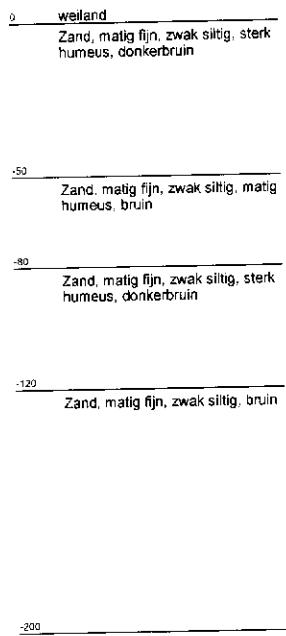 0 weiland
Zand, matig fijn, zwak siltig, sterk
humeus, donkerbruin
-50
Zand, matig fijn, zwak siltig, matig
humeus, bruin
-80
Zand, matig fijn, zwak siltig, sterk
humeus, donkerbruin
-120
Zand, matig fijn, zwak siltig, bruin
-200